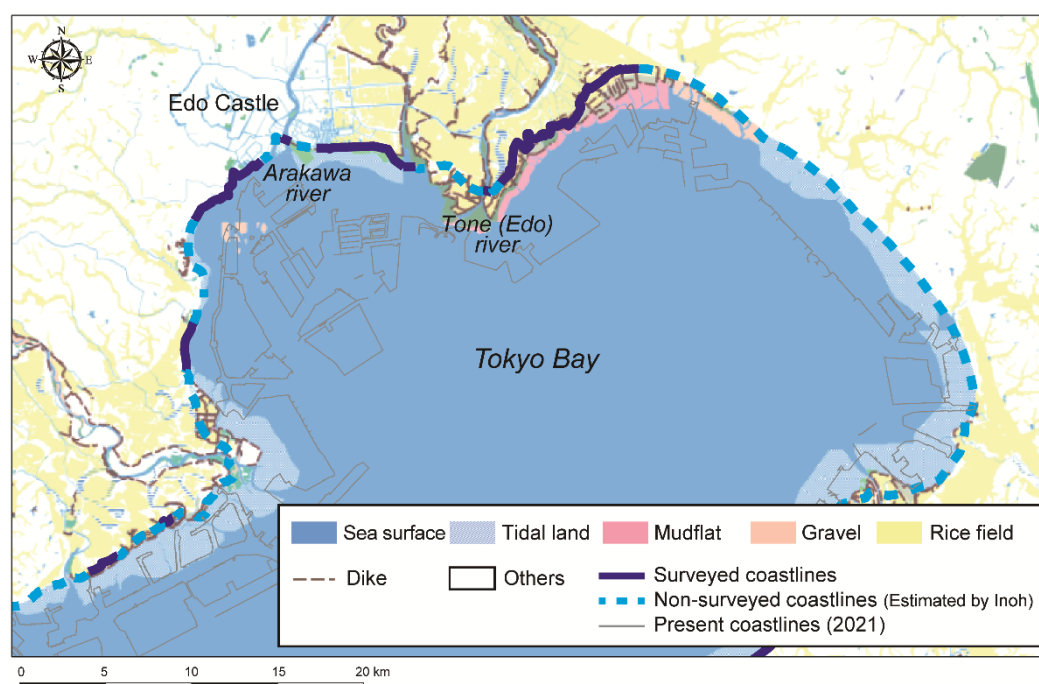 N
W E
S
Edo Castle
Arakawa
river
Tone (Edo)
river
Tokyo Bay
Sea surface
Tidal land
Mudflat
Gravel
Rice field
Dike
Others
Surveyed coastlines
Non-surveyed coastlines (Estimated by Inoh)
Present coastlines (2021)
0 5 10 15 20 km